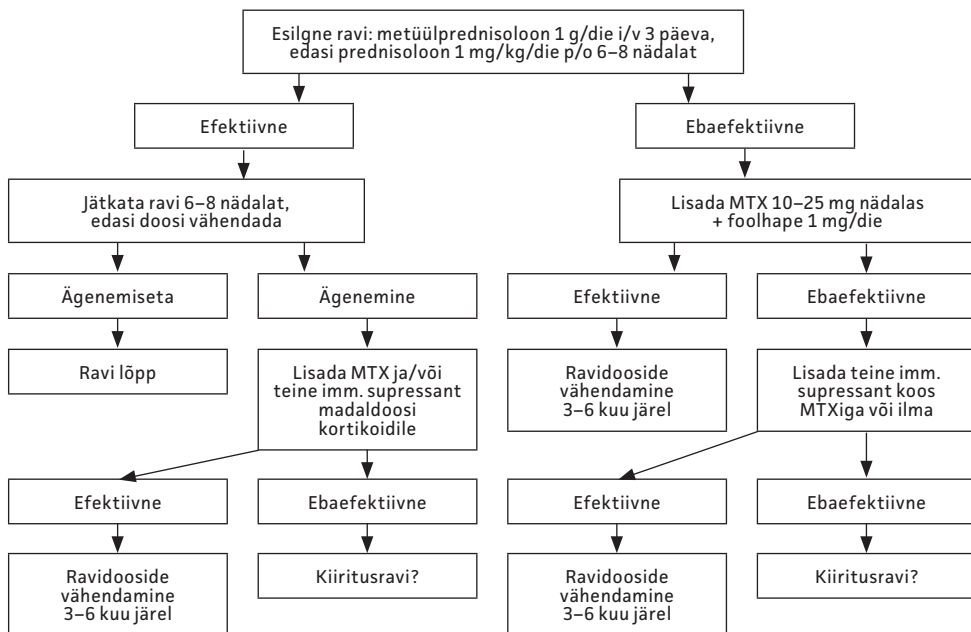 Esilgne ravi: metüülprednisoloon 1 g/die i/v 3 päeva,
edasi prednisoloon 1 mg/kg/die p/o 6–8 nädalat
Efektiivne
Ebaefektiivne
Jätkata ravi 6–8 nädalat,
edasi doosi vähendada
Lisada MTX 10–25 mg nädalas
+ foolhape 1 mg/die
Ägenemiseta
Ägenemine
Efektiivne
Ebaefektiivne
Ravi lõpp
Lisada MTX ja/või
teine imm. supressant
madaldoosi
kortikoidile
Ravidooside
vähendamine
3–6 kuu järel
Lisada teine imm.
supressant koos
MTXiga või ilma
Efektiivne
Ebaefektiivne
Efektiivne
Ebaefektiivne
Ravidooside
vähendamine
3–6 kuu järel
Kiiritusravi?
Ravidooside
vähendamine
3–6 kuu järel
Kiiritusravi?